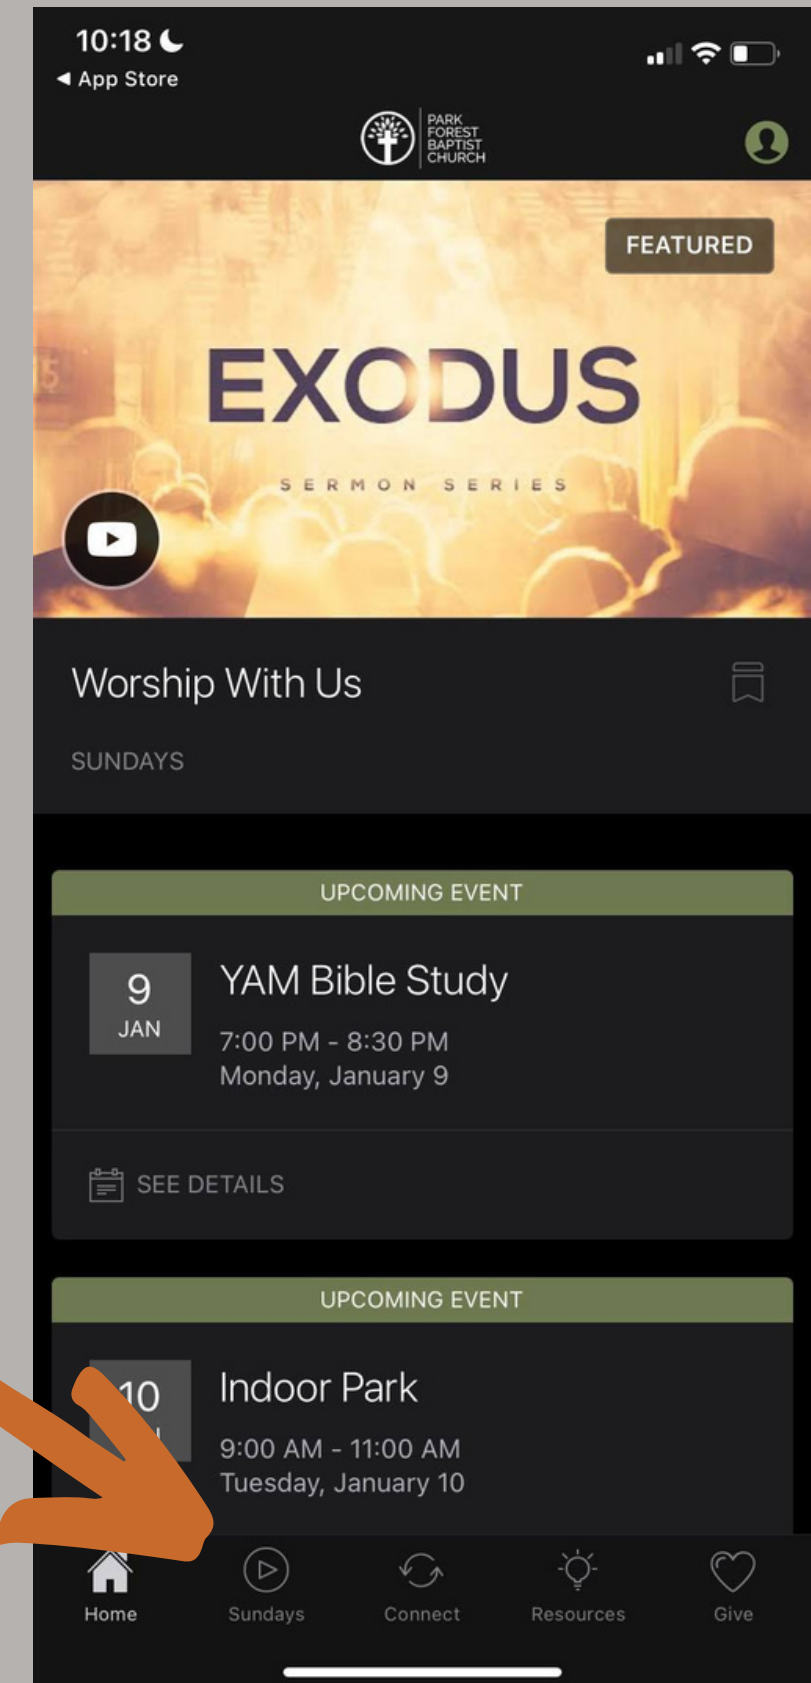 10:18
◀ App Store
PARK
FOREST
BAPTIST
CHURCH
FEATURED
EXODUS
SERMON SERIES
Worship With Us
SUNDAYS
UPCOMING EVENT
9
JAN
YAM Bible Study
7:00 PM - 8:30 PM
Monday, January 9
SEE DETAILS
UPCOMING EVENT
10
Indoor Park
9:00 AM - 11:00 AM
Tuesday, January 10
Home
Sundays
Connect
Resources
Give